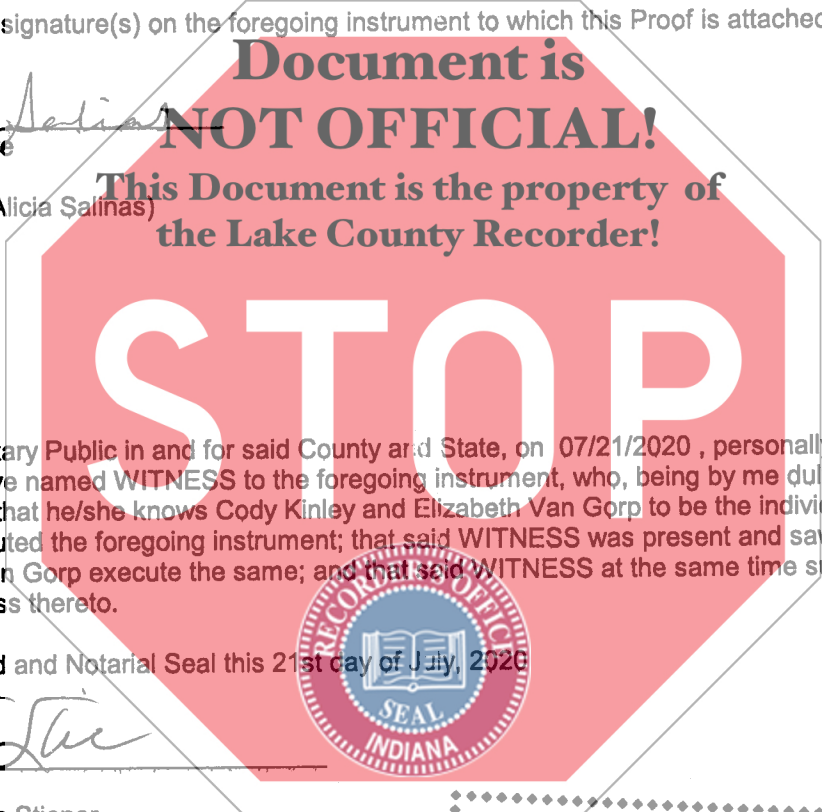 signature(s) on the foregoing instrument to which this Proof is attached
Document is
NOT OFFICIAL!
This Document is the property of
the Lake County Recorder!
Salinas
e
Alicia Salinas)
STOP
ary Public in and for said County and State, on 07/21/2020 , personall
e named WITNESS to the foregoing instrument, who, being by me dul
hat he/she knows Cody Kinley and Elizabeth Van Gorp to be the indivi
uted the foregoing instrument; that said WITNESS was present and sa
n Gorp execute the same; and that said WITNESS at the same time s
ss thereto.
d and Notarial Seal this 21st day of July, 2020
RECORDER'S OFFICE
SEAL
INDIANA